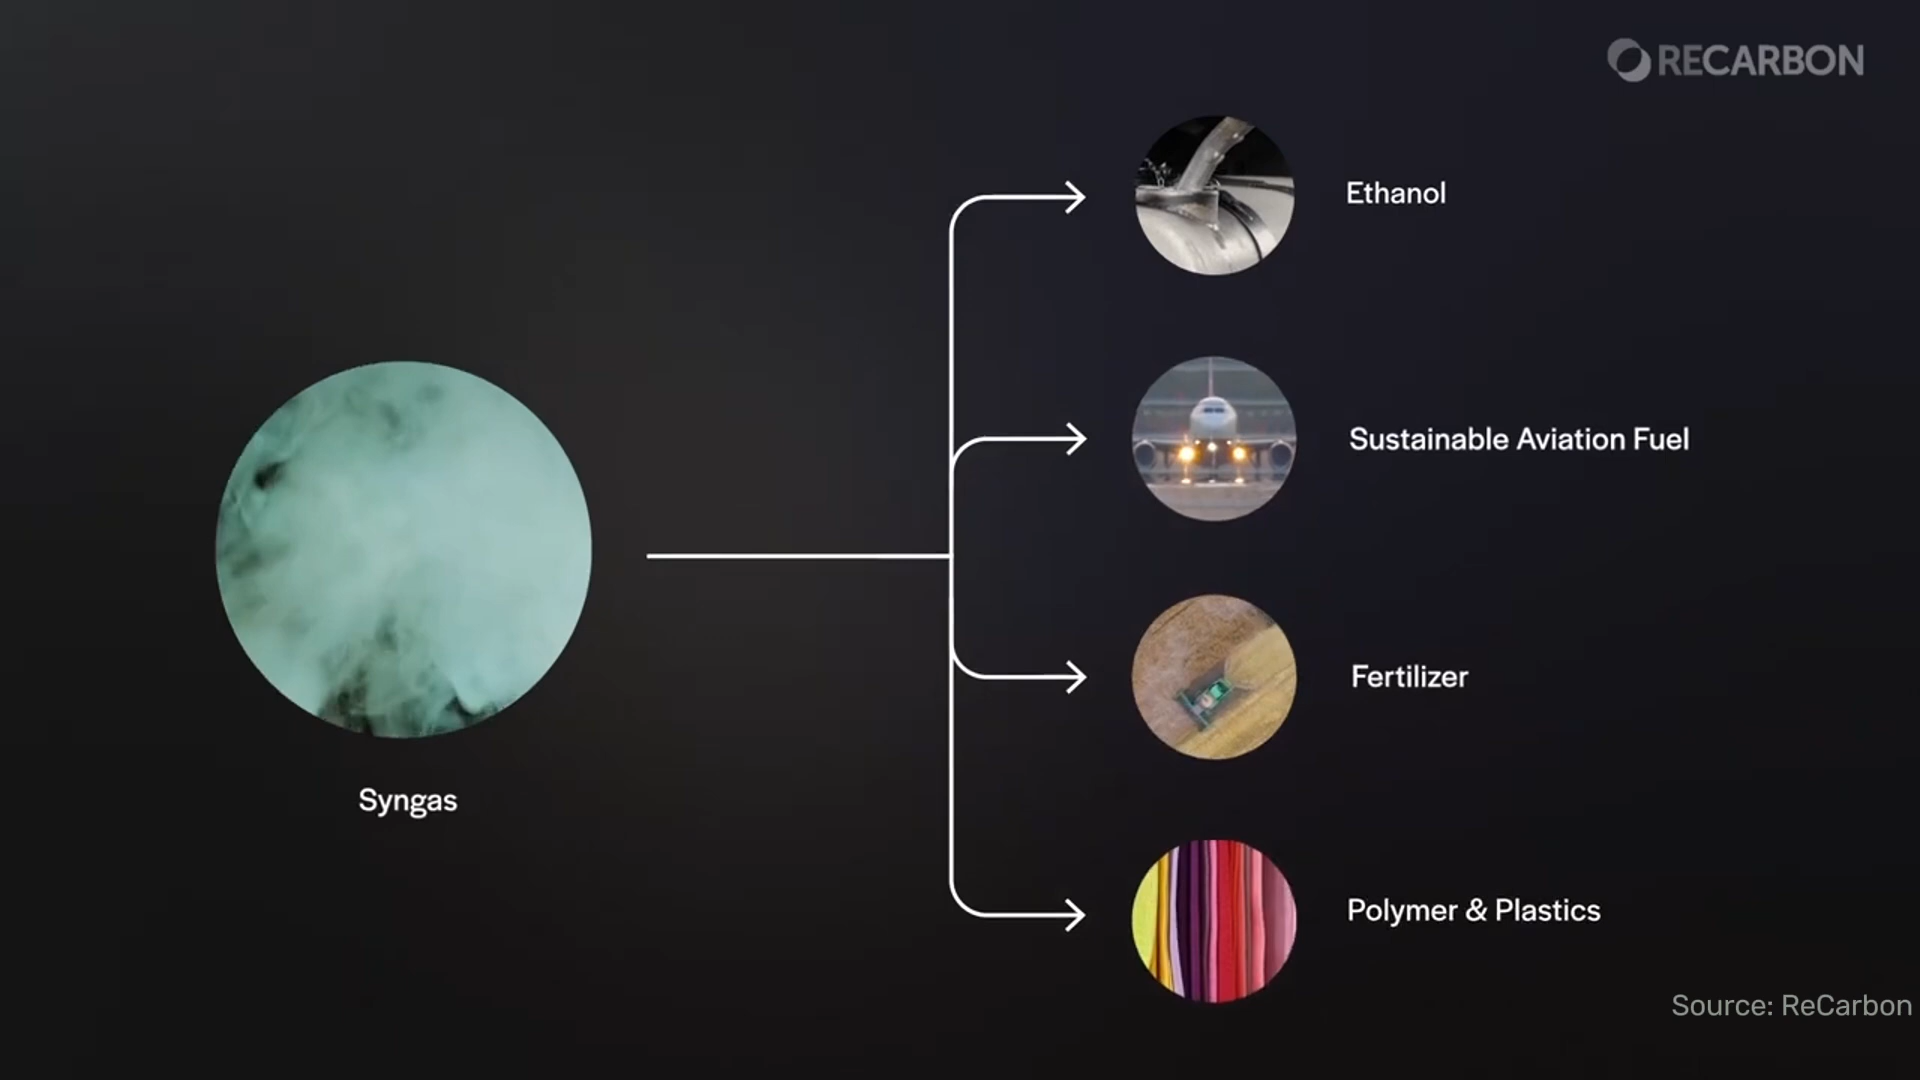 RECARBON
Ethanol
Sustainable Aviation Fuel
Fertilizer
Syngas
Polymer & Plastics
Source: ReCarbon